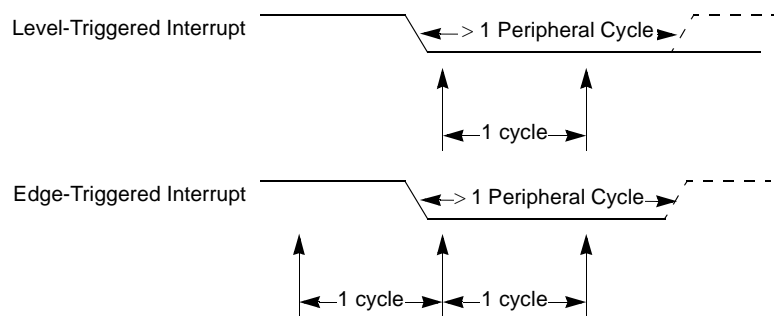 Level-Triggered Interrupt
> 1 Peripheral Cycle
1 cycle
Edge-Triggered Interrupt
> 1 Peripheral Cycle
1 cycle
1 cycle